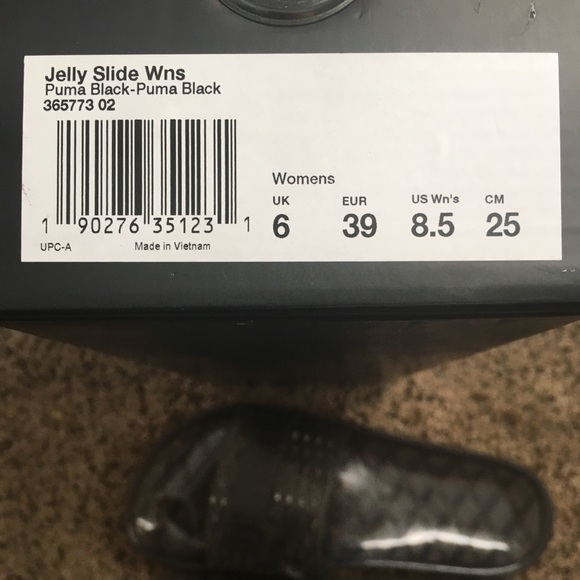 Jelly Slide Wns
Puma Black-Puma Black
365773 02
1 90276 35123 1
UPC-A Made in Vietnam
Womens
UK EUR US Wn's CM
6 39 8.5 25